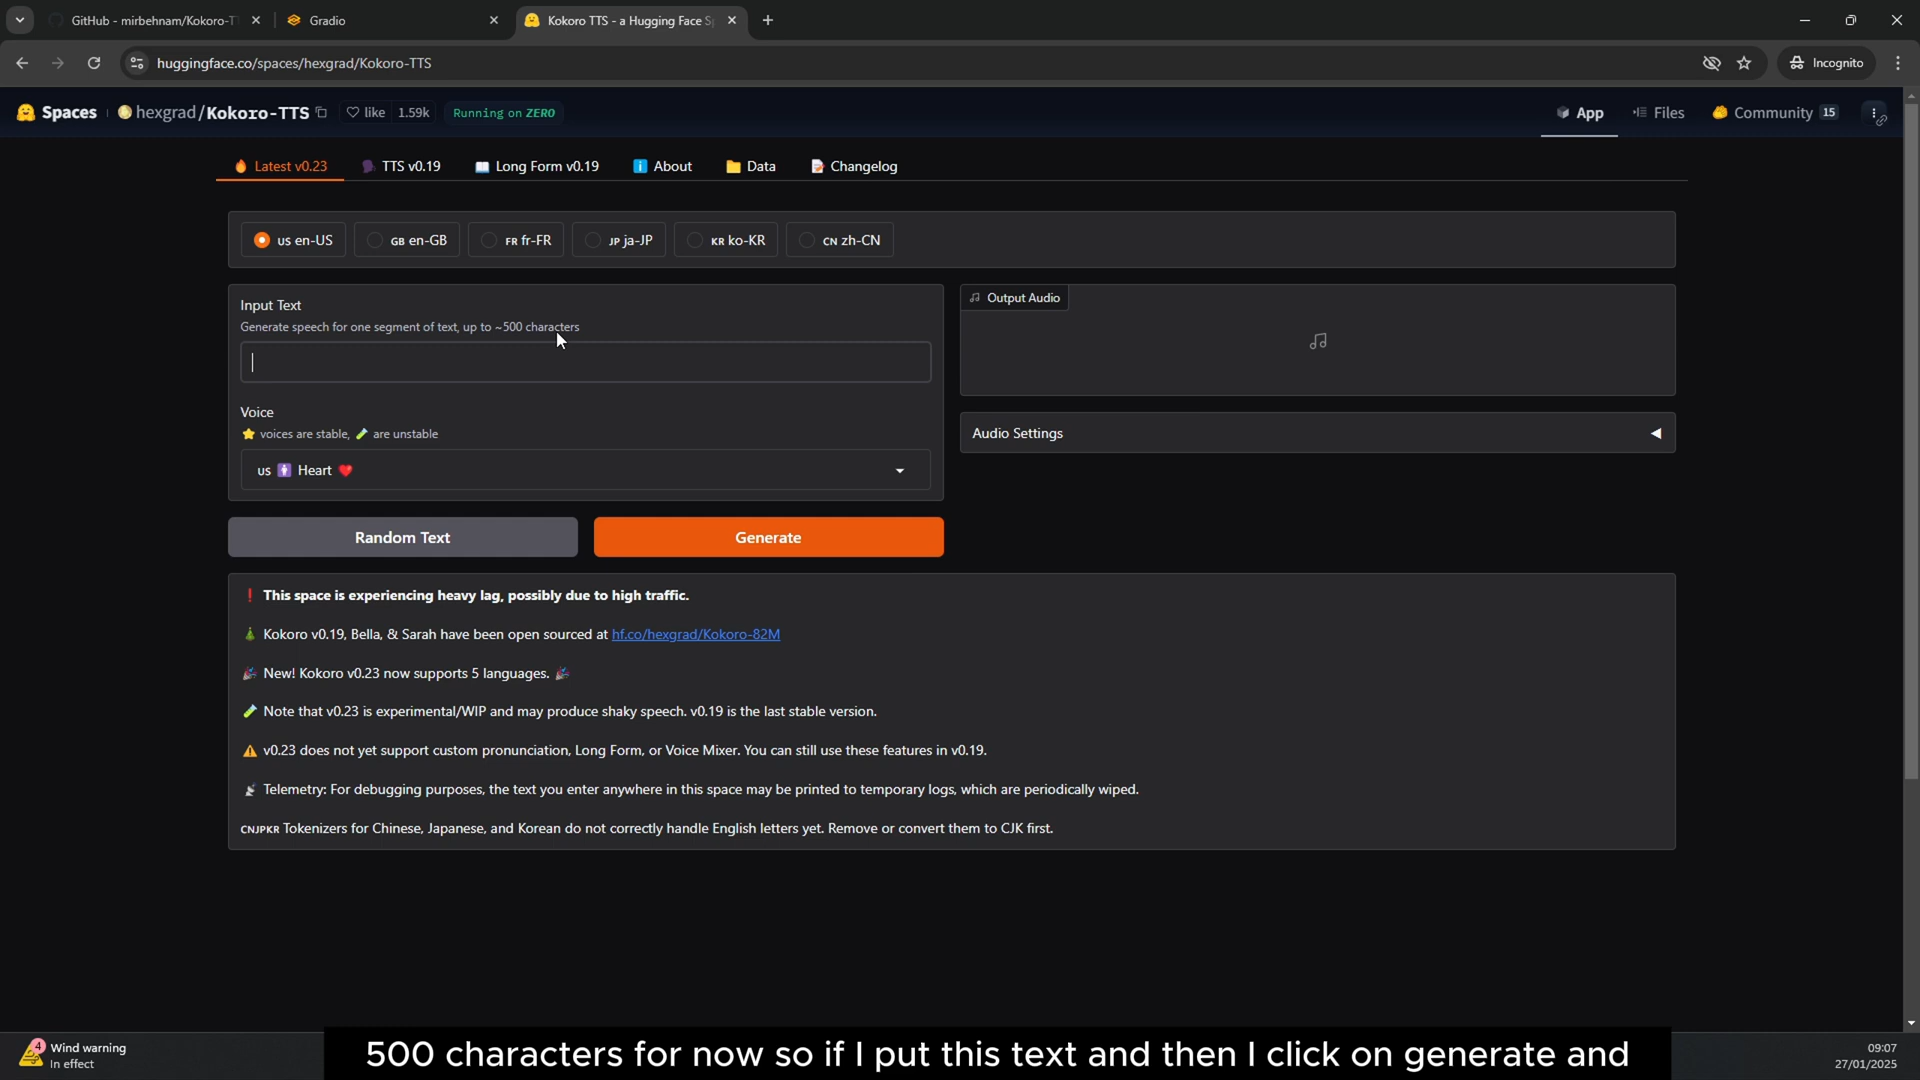 GitHub - mirbehnam/Kokoro-T
Gradio
Kokoro TTS - a Hugging Face S
huggingface.co/spaces/hexgrad/Kokoro-TTS
Incognito
Spaces
hexgrad/Kokoro-TTS
like 1.59k
Running on ZERO
App
Files
Community 15
Latest v0.23
TTS v0.19
Long Form v0.19
About
Data
Changelog
us en-US
GB en-GB
FR fr-FR
JP ja-JP
KR ko-KR
CN zh-CN
Input Text
Generate speech for one segment of text, up to ~500 characters
Output Audio
Voice
voices are stable, are unstable
us Heart
Audio Settings
Random Text
Generate
This space is experiencing heavy lag, possibly due to high traffic.
Kokoro v0.19, Bella, & Sarah have been open sourced at hf.co/hexgrad/Kokoro-82M
New! Kokoro v0.23 now supports 5 languages.
Note that v0.23 is experimental/WIP and may produce shaky speech. v0.19 is the last stable version.
v0.23 does not yet support custom pronunciation, Long Form, or Voice Mixer. You can still use these features in v0.19.
Telemetry: For debugging purposes, the text you enter anywhere in this space may be printed to temporary logs, which are periodically wiped.
CNJPKR Tokenizers for Chinese, Japanese, and Korean do not correctly handle English letters yet. Remove or convert them to CJK first.
4
Wind warning
In effect
500 characters for now so if I put this text and then I click on generate and
09:07
27/01/2025